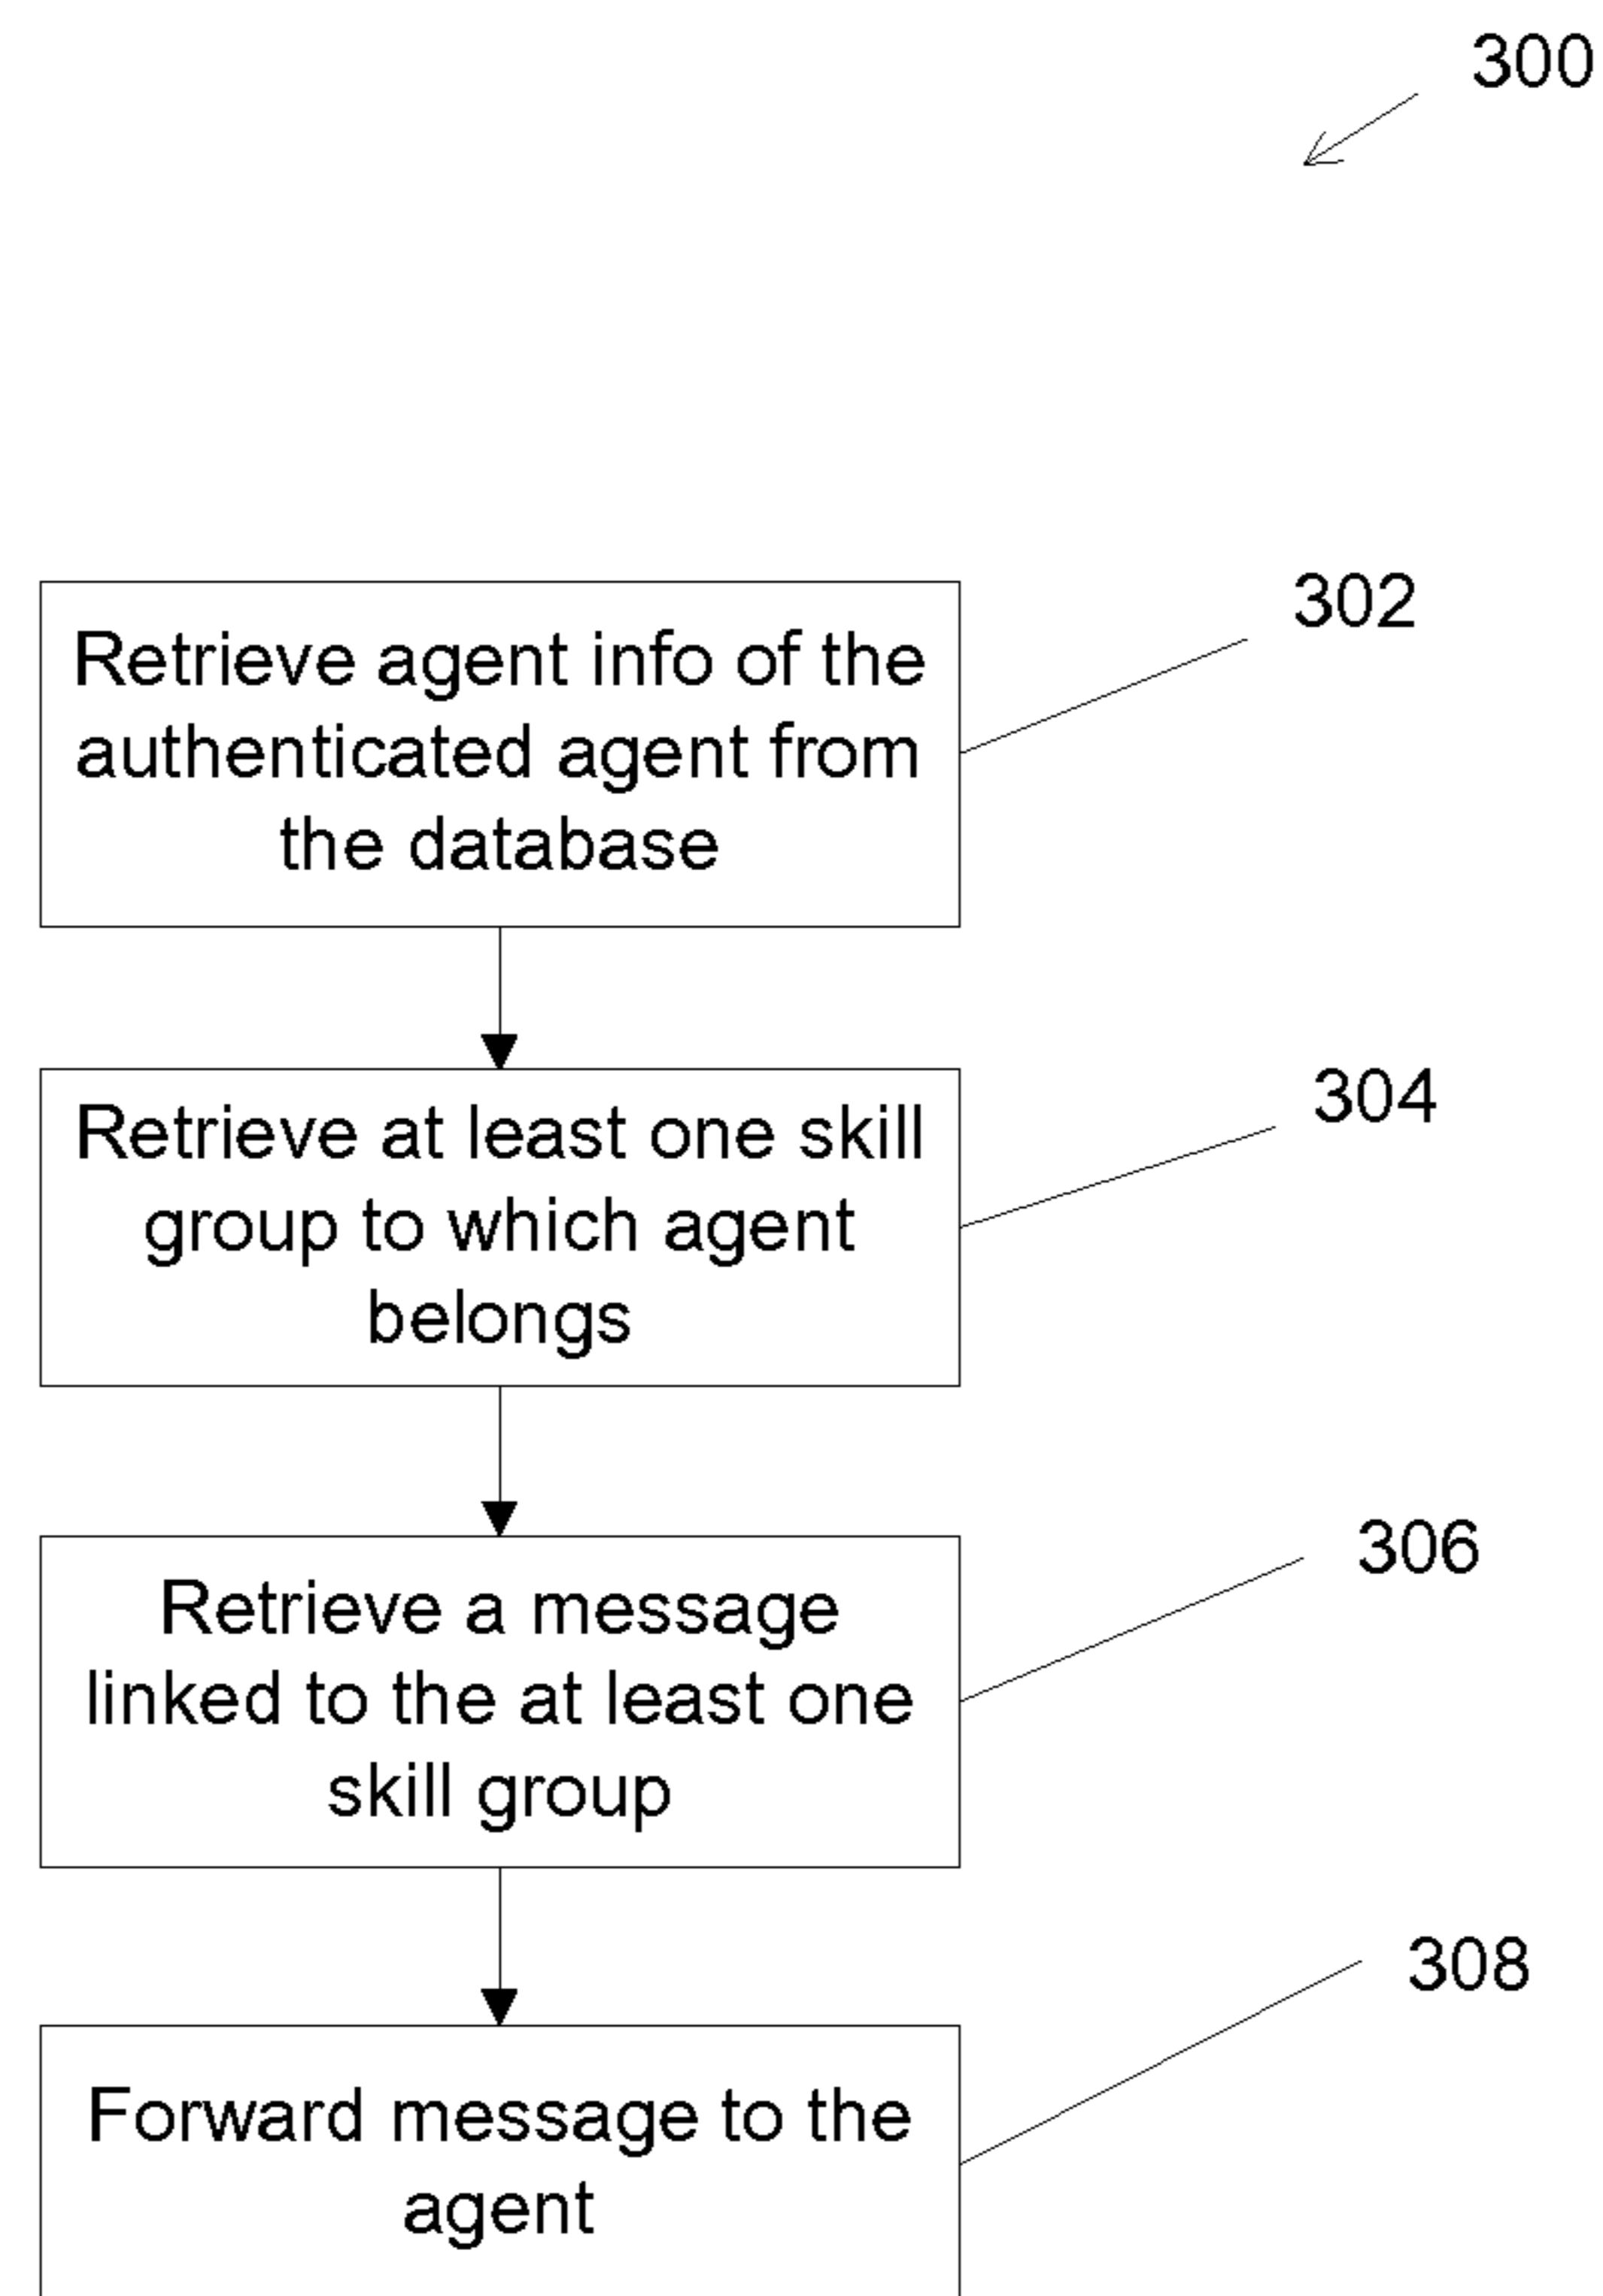 300
302
Retrieve agent info of the
authenticated agent from
the database
304
Retrieve at least one skill
group to which agent
belongs
306
Retrieve a message
linked to the at least one
skill group
308
Forward message to the
agent